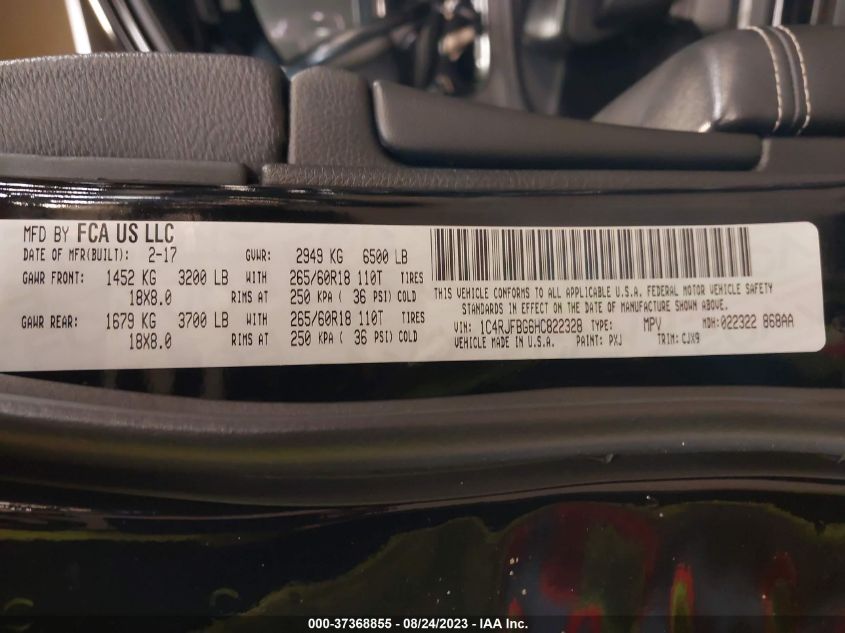 MFD BY FCA US LLC
DATE OF MFR(BUILT): 2-17 GVWR: 2949 KG 6500 LB
GAWR FRONT: 1452 KG 3200 LB WITH 265/60R18 110T TIRES
18X8.0 RIMS AT 250 KPA ( 36 PSI) COLD
GAWR REAR: 1679 KG 3700 LB WITH 265/60R18 110T TIRES
18X8.0 RIMS AT 250 KPA ( 36 PSI) COLD
THIS VEHICLE CONFORMS TO ALL APPLICABLE U.S.A. FEDERAL MOTOR VEHICLE SAFETY
STANDARDS IN EFFECT ON THE DATE OF MANUFACTURE SHOWN ABOVE.
VIN: 1C4RJFBG6HC822328 TYPE: MPV MDH: 022322 868AA
VEHICLE MADE IN U.S.A. PAINT: PXJ TRIM: CJX9
000-37368855 - 08/24/2023 - IAA Inc.